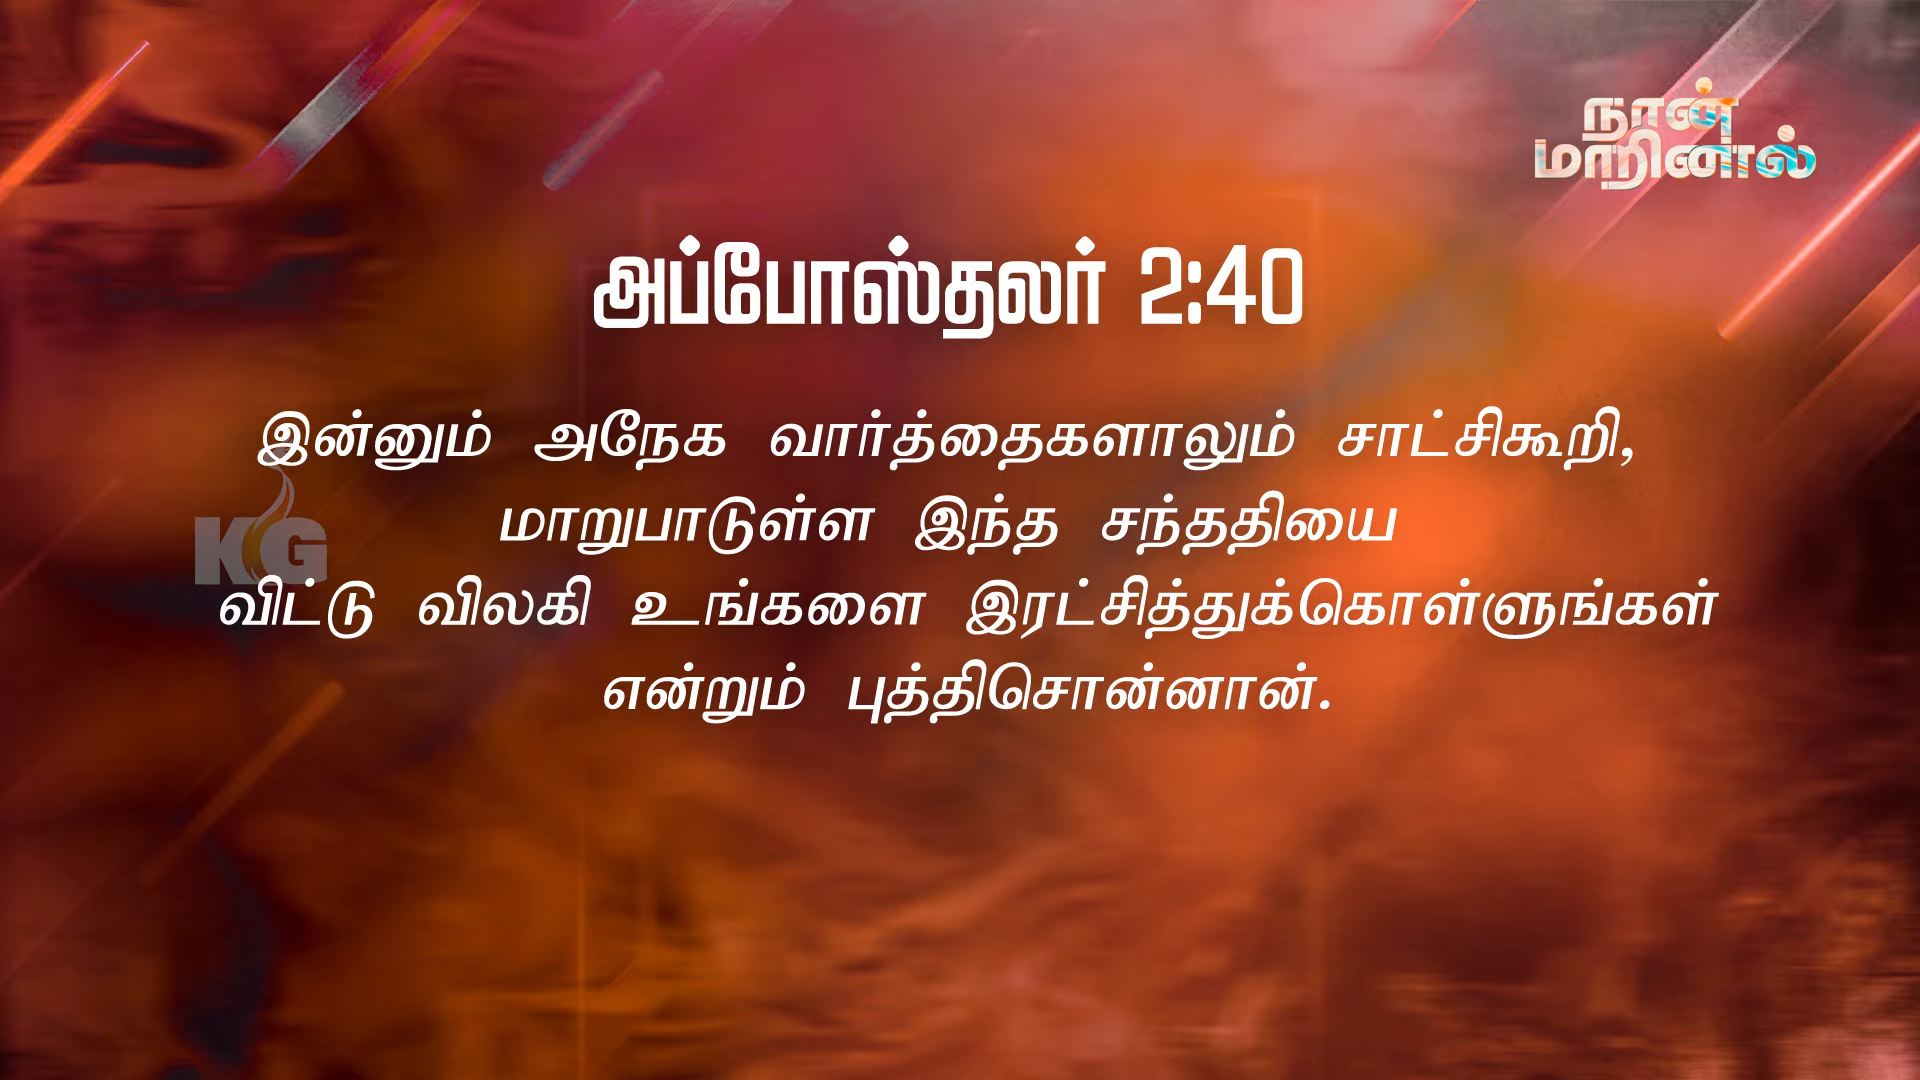 நான்
மாறினால்
அப்போஸ்தலர் 2:40
இன்னும் அநேக வார்த்தைகளாலும் சாட்சிகூறி,
மாறுபாடுள்ள இந்த சந்ததியை
KG
விட்டு விலகி உங்களை இரட்சித்துக்கொள்ளுங்கள்
என்றும் புத்திசொன்னான்.